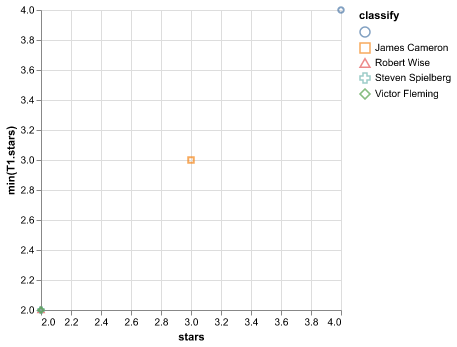 classify
James Cameron
Robert Wise
Steven Spielberg
Victor Fleming
min(T1.stars)
4.0
3.8
3.6
3.4
3.2
3.0
2.8
2.6
2.4
2.2
2.0
2.0 2.2 2.4 2.6 2.8 3.0 3.2 3.4 3.6 3.8 4.0
stars